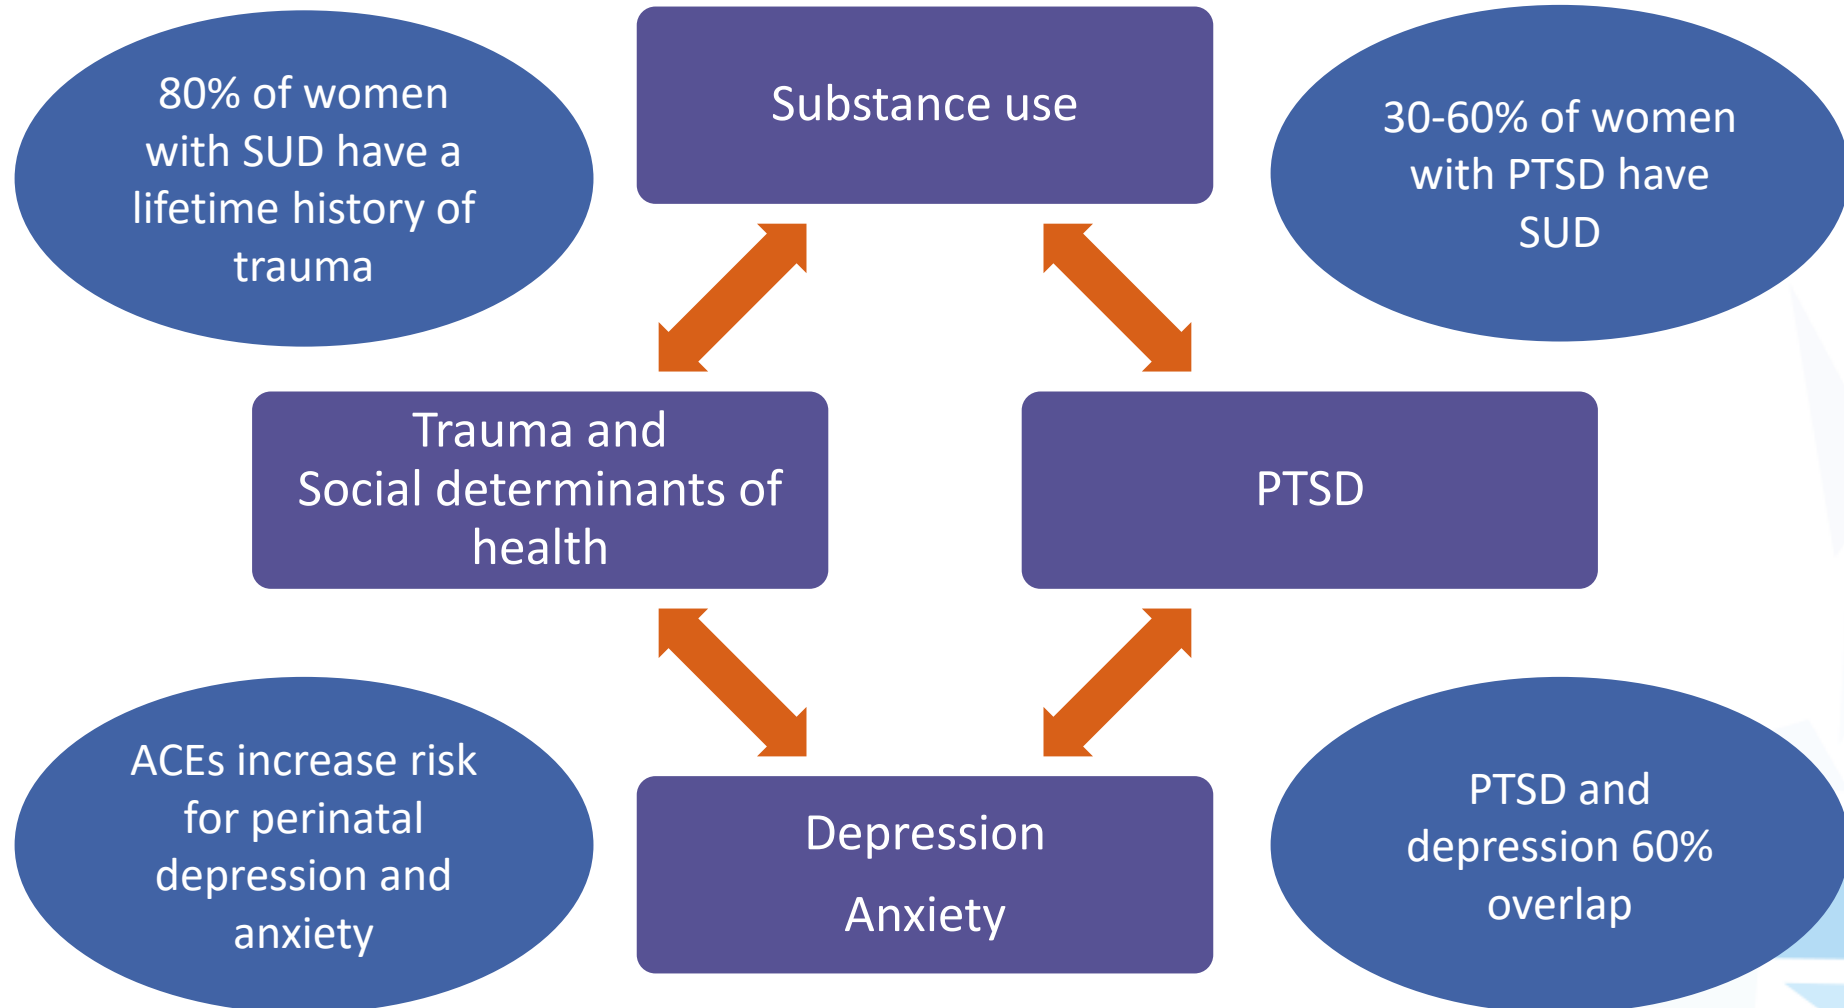 80% of women
with SUD have a
lifetime history of
trauma
Substance use
30-60% of women
with PTSD have
SUD
Trauma and
Social determinants of
health
PTSD
ACEs increase risk
for perinatal
depression and
anxiety
Depression
Anxiety
PTSD and
depression 60%
overlap